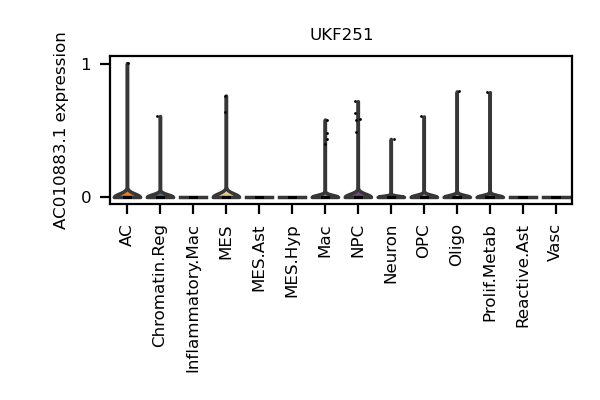 UKF251
AC010883.1 expression
1
0
AC
Chromatin.Reg
Inflammatory.Mac
MES
MES.Ast
MES.Hyp
Mac
NPC
Neuron
OPC
Oligo
Prolif.Metab
Reactive.Ast
Vasc